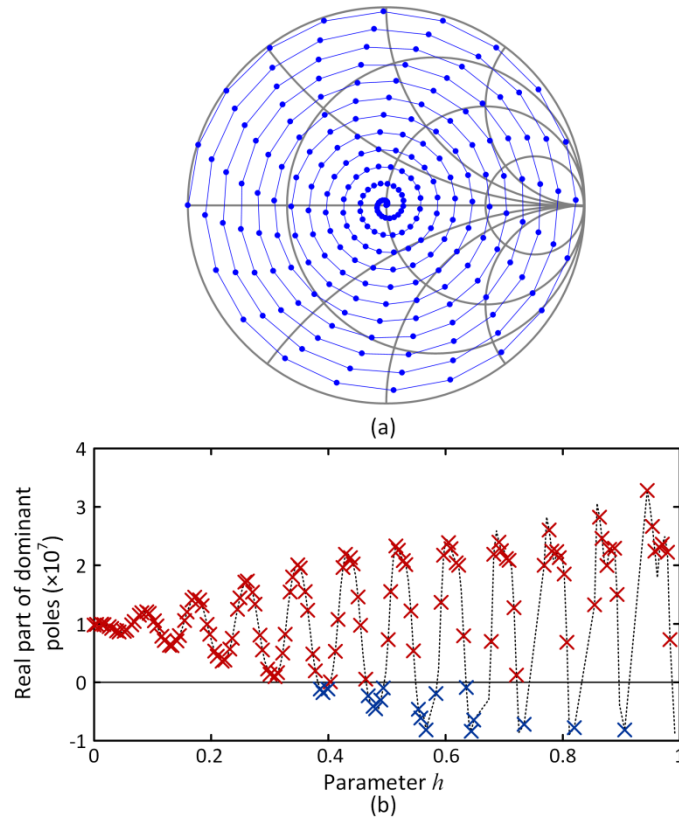 (a)
4
3
2
1
0
-1
Real part of dominant
poles (×10⁷)
0
0.2
0.4
0.6
0.8
1
Parameter h
(b)